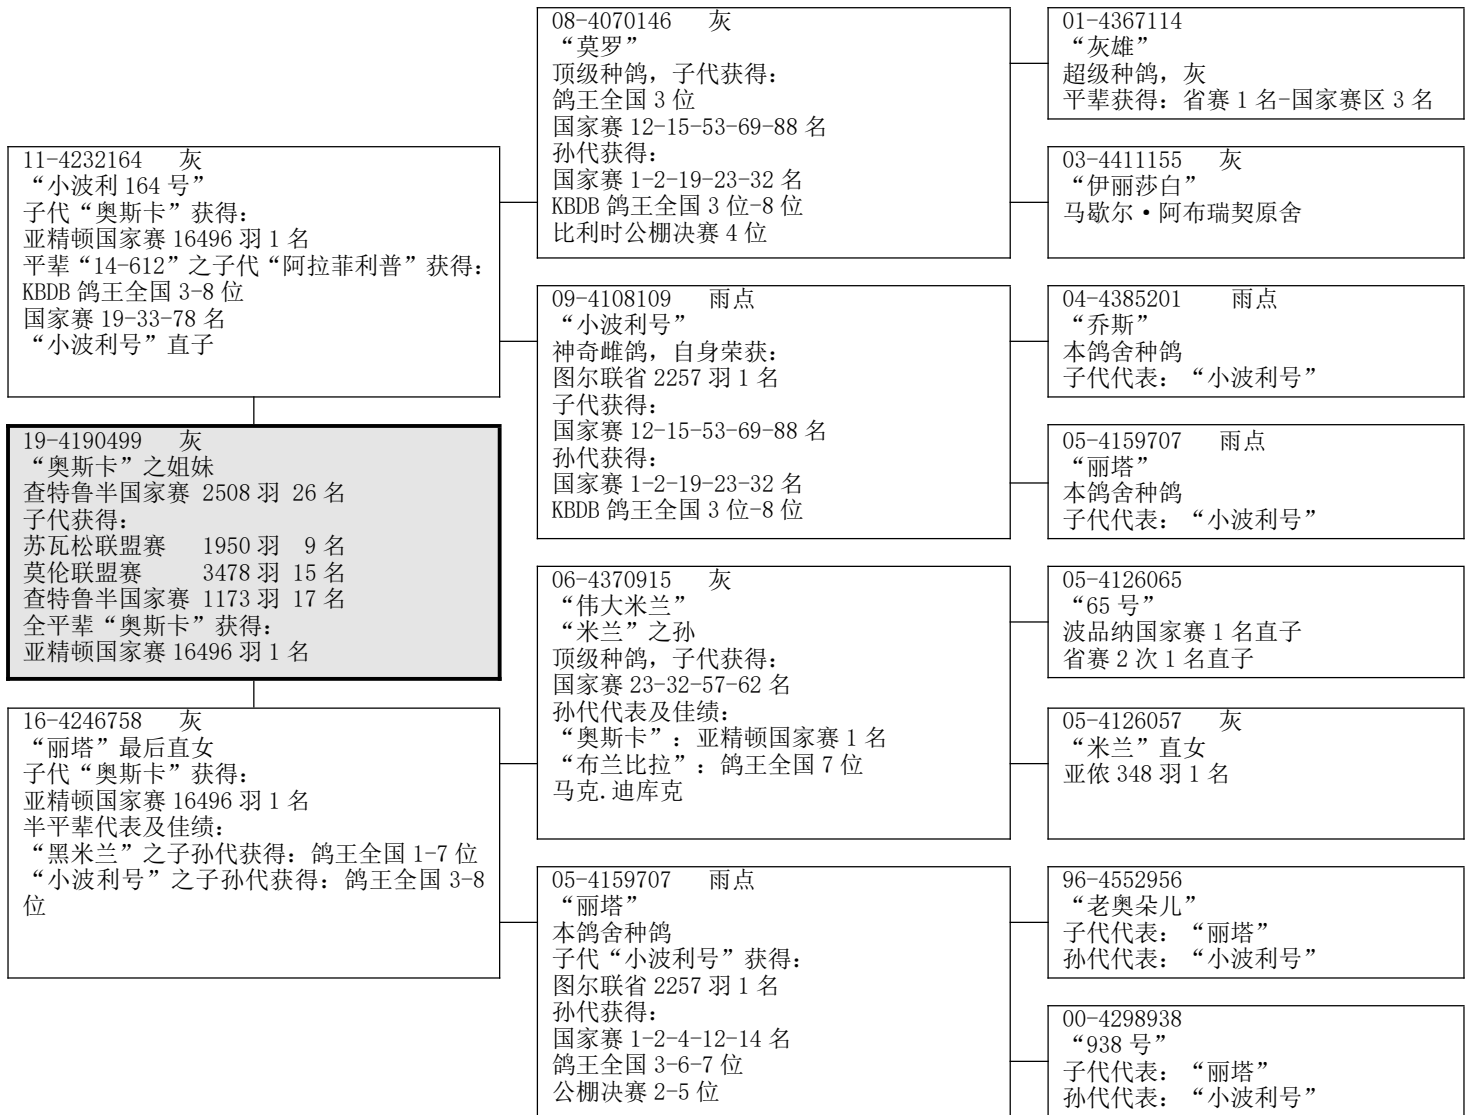 11-4232164 灰
“小波利 164 号”
子代“奥斯卡”获得：
亚精顿国家赛 16496 羽 1 名
平辈“14-612”之子代“阿拉菲利普”获得：
KBDB 鸽王全国 3-8 位
国家赛 19-33-78 名
“小波利号”直子
19-4190499 灰
“奥斯卡”之姐妹
查特鲁半国家赛 2508 羽 26 名
子代获得：
苏瓦松联盟赛 1950 羽 9 名
莫伦联盟赛 3478 羽 15 名
查特鲁半国家赛 1173 羽 17 名
全平辈“奥斯卡”获得：
亚精顿国家赛 16496 羽 1 名
16-4246758 灰
“丽塔”最后直女
子代“奥斯卡”获得：
亚精顿国家赛 16496 羽 1 名
半平辈代表及佳绩：
“黑米兰”之子孙代获得：鸽王全国 1-7 位
“小波利号”之子孙代获得：鸽王全国 3-8
位
08-4070146 灰
“莫罗”
顶级种鸽，子代获得：
鸽王全国 3 位
国家赛 12-15-53-69-88 名
孙代获得：
国家赛 1-2-19-23-32 名
KBDB 鸽王全国 3 位-8 位
比利时公棚决赛 4 位
09-4108109 雨点
“小波利号”
神奇雌鸽，自身荣获：
图尔联省 2257 羽 1 名
子代获得：
国家赛 12-15-53-69-88 名
孙代获得：
国家赛 1-2-19-23-32 名
KBDB 鸽王全国 3 位-8 位
06-4370915 灰
“伟大米兰”
“米兰”之孙
顶级种鸽，子代获得：
国家赛 23-32-57-62 名
孙代代表及佳绩：
“奥斯卡”：亚精顿国家赛 1 名
“布兰比拉”：鸽王全国 7 位
马克.迪库克
05-4159707 雨点
“丽塔”
本鸽舍种鸽
子代“小波利号”获得：
图尔联省 2257 羽 1 名
孙代获得：
国家赛 1-2-4-12-14 名
鸽王全国 3-6-7 位
公棚决赛 2-5 位
01-4367114
“灰雄”
超级种鸽，灰
平辈获得：省赛 1 名-国家赛区 3 名
03-4411155 灰
“伊丽莎白”
马歇尔·阿布瑞契原舍
04-4385201 雨点
“乔斯”
本鸽舍种鸽
子代代表：“小波利号”
05-4159707 雨点
“丽塔”
本鸽舍种鸽
子代代表：“小波利号”
05-4126065
“65 号”
波品纳国家赛 1 名直子
省赛 2 次 1 名直子
05-4126057 灰
“米兰”直女
亚侬 348 羽 1 名
96-4552956
“老奥朵儿”
子代代表：“丽塔”
孙代代表：“小波利号”
00-4298938
“938 号”
子代代表：“丽塔”
孙代代表：“小波利号”